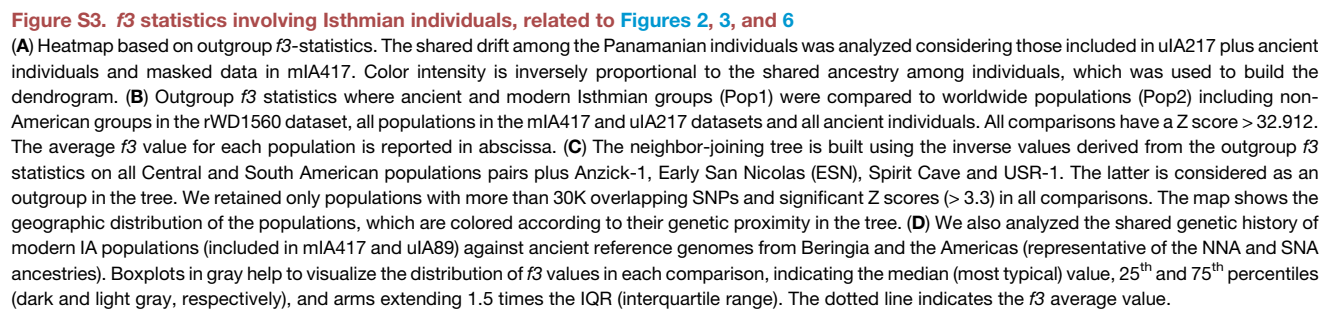 Figure S3. f3 statistics involving Isthmian individuals, related to Figures 2, 3, and 6
(A) Heatmap based on outgroup f3-statistics. The shared drift among the Panamanian individuals was analyzed considering those included in uIA217 plus ancient
individuals and masked data in mIA417. Color intensity is inversely proportional to the shared ancestry among individuals, which was used to build the
dendrogram. (B) Outgroup f3 statistics where ancient and modern Isthmian groups (Pop1) were compared to worldwide populations (Pop2) including non-
American groups in the rWD1560 dataset, all populations in the mIA417 and uIA217 datasets and all ancient individuals. All comparisons have a Z score > 32.912.
The average f3 value for each population is reported in abscissa. (C) The neighbor-joining tree is built using the inverse values derived from the outgroup f3
statistics on all Central and South American populations pairs plus Anzick-1, Early San Nicolas (ESN), Spirit Cave and USR-1. The latter is considered as an
outgroup in the tree. We retained only populations with more than 30K overlapping SNPs and significant Z scores (> 3.3) in all comparisons. The map shows the
geographic distribution of the populations, which are colored according to their genetic proximity in the tree. (D) We also analyzed the shared genetic history of
modern IA populations (included in mIA417 and uIA89) against ancient reference genomes from Beringia and the Americas (representative of the NNA and SNA
ancestries). Boxplots in gray help to visualize the distribution of f3 values in each comparison, indicating the median (most typical) value, 25th and 75th percentiles
(dark and light gray, respectively), and arms extending 1.5 times the IQR (interquartile range). The dotted line indicates the f3 average value.